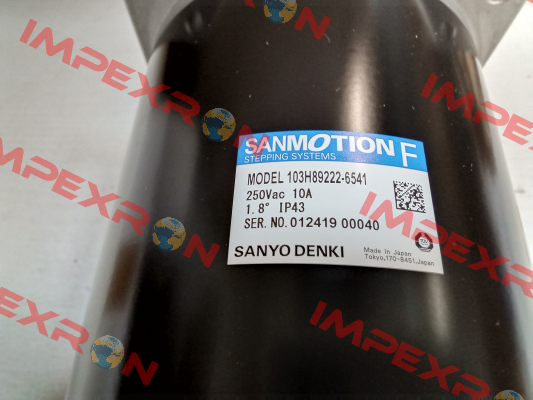 IMPEXRON
SANMOTION F
STEPPING SYSTEMS
MODEL 103H89222-6541
250Vac 10A
1.8° IP43
SER. NO. 012419 00040
SANYO DENKI
Made in Japan
Tokyo,170-8451,Japan
IMPEXRON
IMPEXRON
IMPEXRON
IMPEXRON